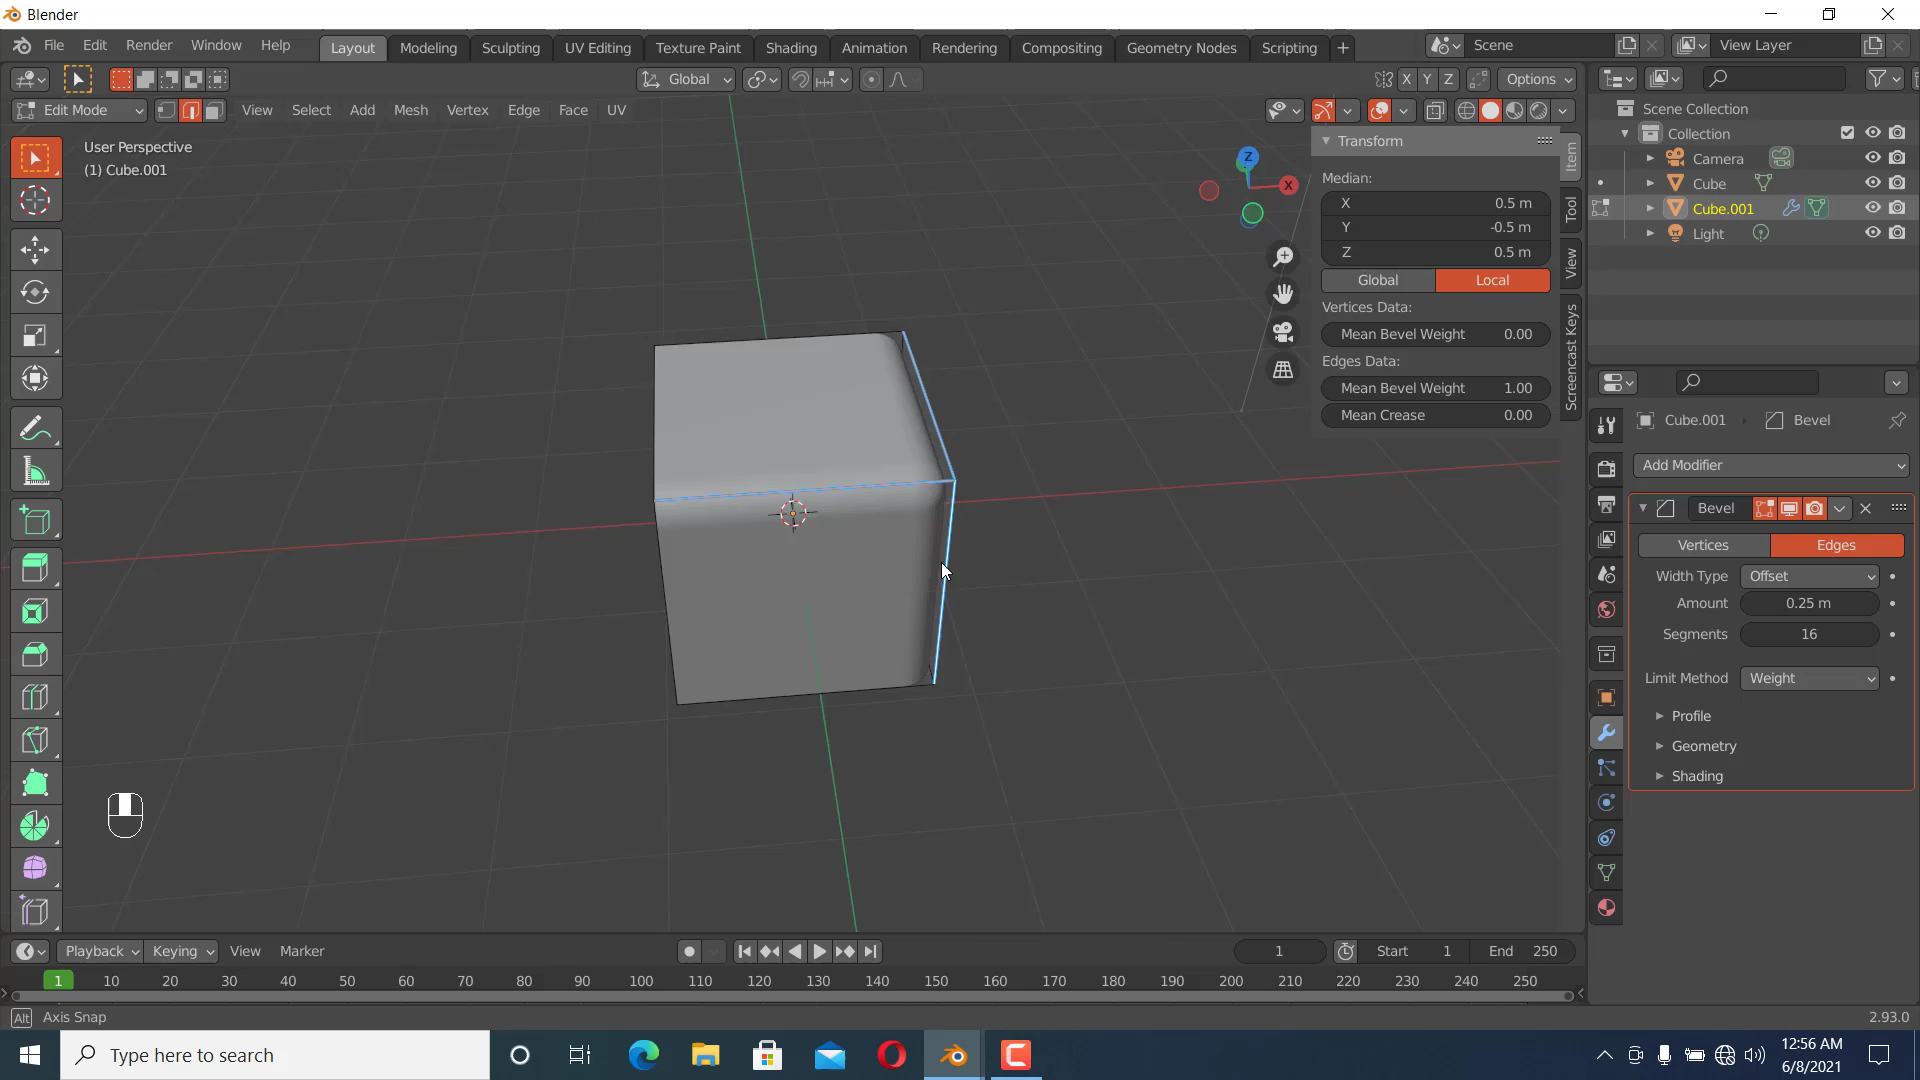 Blender
File Edit Render Window Help Layout Modeling Sculpting UV Editing Texture Paint Shading Animation Rendering Compositing Geometry Nodes Scripting + Scene View Layer
Global X Y Z Options
Edit Mode View Select Add Mesh Vertex Edge Face UV
User Perspective
(1) Cube.001
Z
X
Transform
Median:
X 0.5 m
Y -0.5 m
Z 0.5 m
Global Local
Vertices Data:
Mean Bevel Weight 0.00
Edges Data:
Mean Bevel Weight 1.00
Mean Crease 0.00
Item
Tool
View
Screencast Keys
Scene Collection
Collection
Camera
Cube
Cube.001
Light
Cube.001 Bevel
Add Modifier
Bevel
Vertices Edges
Width Type Offset
Amount 0.25 m
Segments 16
Limit Method Weight
Profile
Geometry
Shading
Playback Keying View Marker 1 Start 1 End 250
1 10 20 30 40 50 60 70 80 90 100 110 120 130 140 150 160 170 180 190 200 210 220 230 240 250
Alt Axis Snap 2.93.0
Type here to search
12:56 AM
6/8/2021